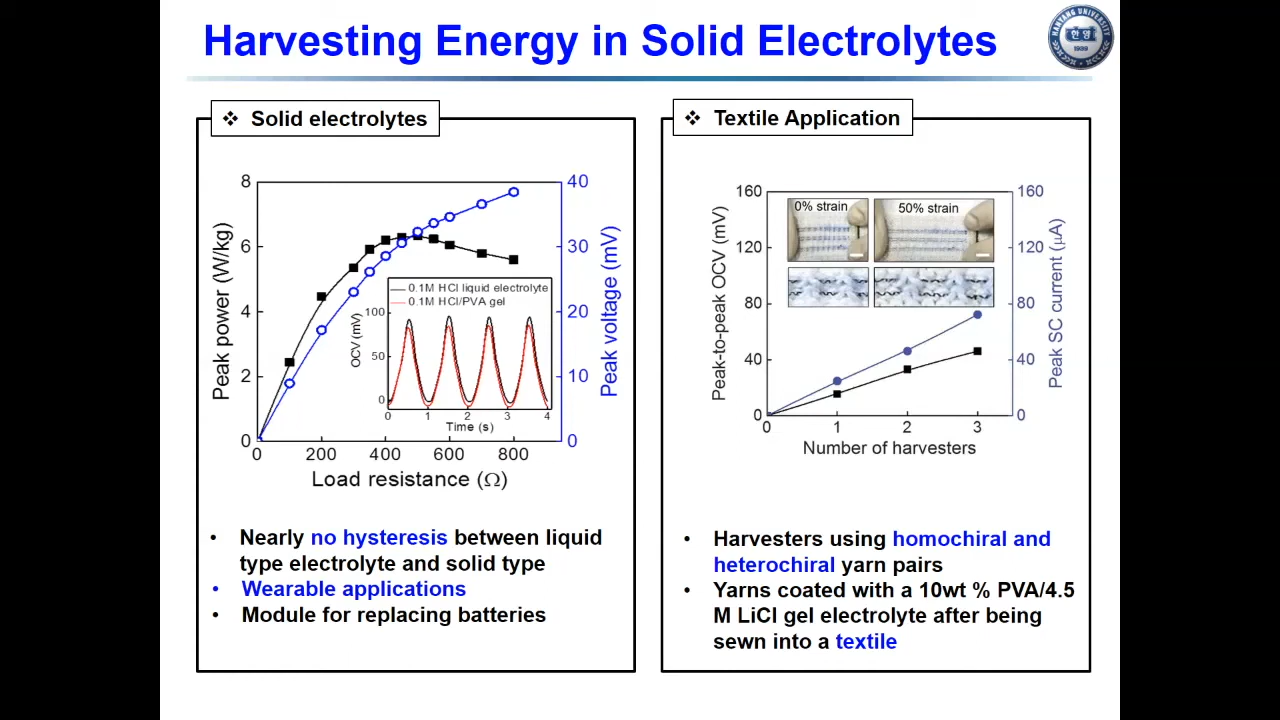 Harvesting Energy in Solid Electrolytes
HANYANG UNIVERSITY
한양
1939
❖ Solid electrolytes
8
6
4
2
0
Peak power (W/kg)
40
30
20
10
0
Peak voltage (mV)
0 200 400 600 800
Load resistance (Ω)
0.1M HCl liquid electrolyte
0.1M HCl/PVA gel
100
50
0
OCV (mV)
0 1 2 3 4
Time (s)
• Nearly no hysteresis between liquid
type electrolyte and solid type
• Wearable applications
• Module for replacing batteries
❖ Textile Application
160
120
80
40
0
Peak-to-peak OCV (mV)
0% strain
50% strain
160
120
80
40
0
Peak SC current (μA)
0 1 2 3
Number of harvesters
• Harvesters using homochiral and
heterochiral yarn pairs
• Yarns coated with a 10wt % PVA/4.5
M LiCl gel electrolyte after being
sewn into a textile